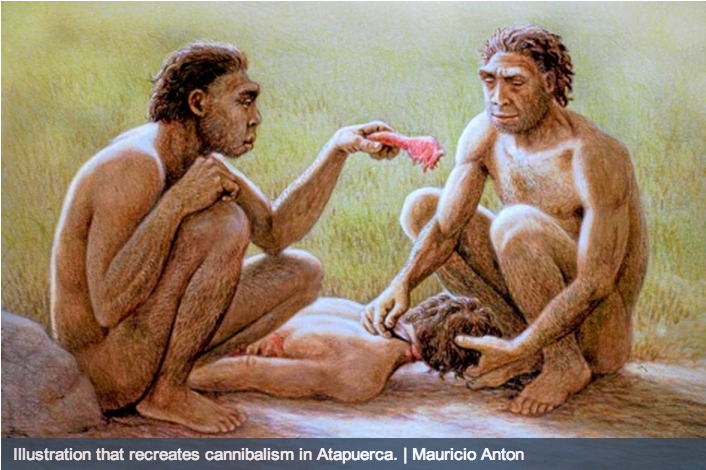 Illustration that recreates cannibalism in Atapuerca. | Mauricio Anton